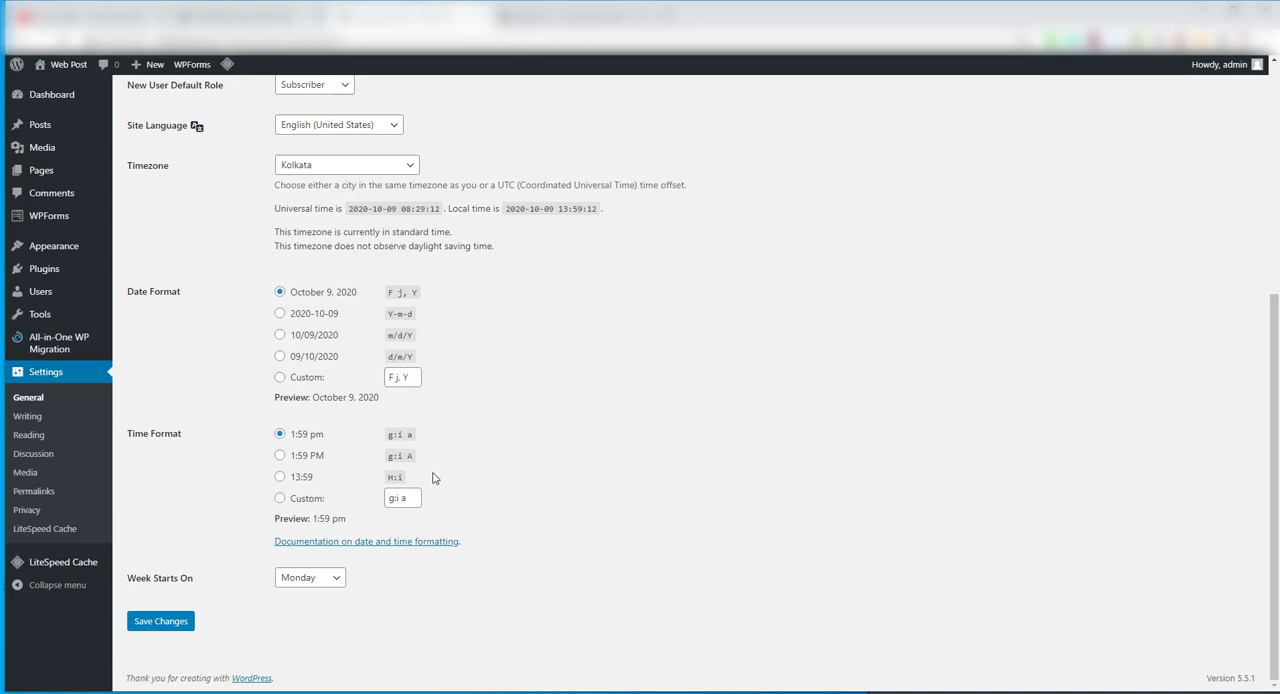 Web Post 0 New WPForms Howdy, admin
Dashboard
Posts
Media
Pages
Comments
WPForms
Appearance
Plugins
Users
Tools
All-in-One WP
Migration
Settings
General
Writing
Reading
Discussion
Media
Permalinks
Privacy
LiteSpeed Cache
LiteSpeed Cache
Collapse menu
New User Default Role Subscriber
Site Language English (United States)
Timezone Kolkata
Choose either a city in the same timezone as you or a UTC (Coordinated Universal Time) time offset.
Universal time is 2020-10-09 08:29:12 . Local time is 2020-10-09 13:59:12 .
This timezone is currently in standard time.
This timezone does not observe daylight saving time.
Date Format October 9, 2020 F j, Y
2020-10-09 Y-m-d
10/09/2020 m/d/Y
09/10/2020 d/m/Y
Custom: F j, Y
Preview: October 9, 2020
Time Format 1:59 pm g:i a
1:59 PM g:i A
13:59 H:i
Custom: g:i a
Preview: 1:59 pm
Documentation on date and time formatting.
Week Starts On Monday
Save Changes
Thank you for creating with WordPress. Version 5.5.1